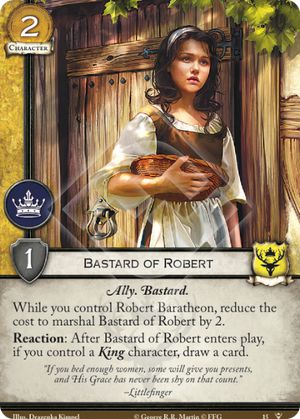 2
CHARACTER
1
BASTARD OF ROBERT
Ally. Bastard.
While you control Robert Baratheon, reduce the
cost to marshal Bastard of Robert by 2.
Reaction: After Bastard of Robert enters play,
if you control a King character, draw a card.
"If you bed enough women, some will give you presents,
and His Grace has never been shy on that count."
–Littlefinger
Illus. Dragenka Kimpel
© George R.R. Martin © FFG
15